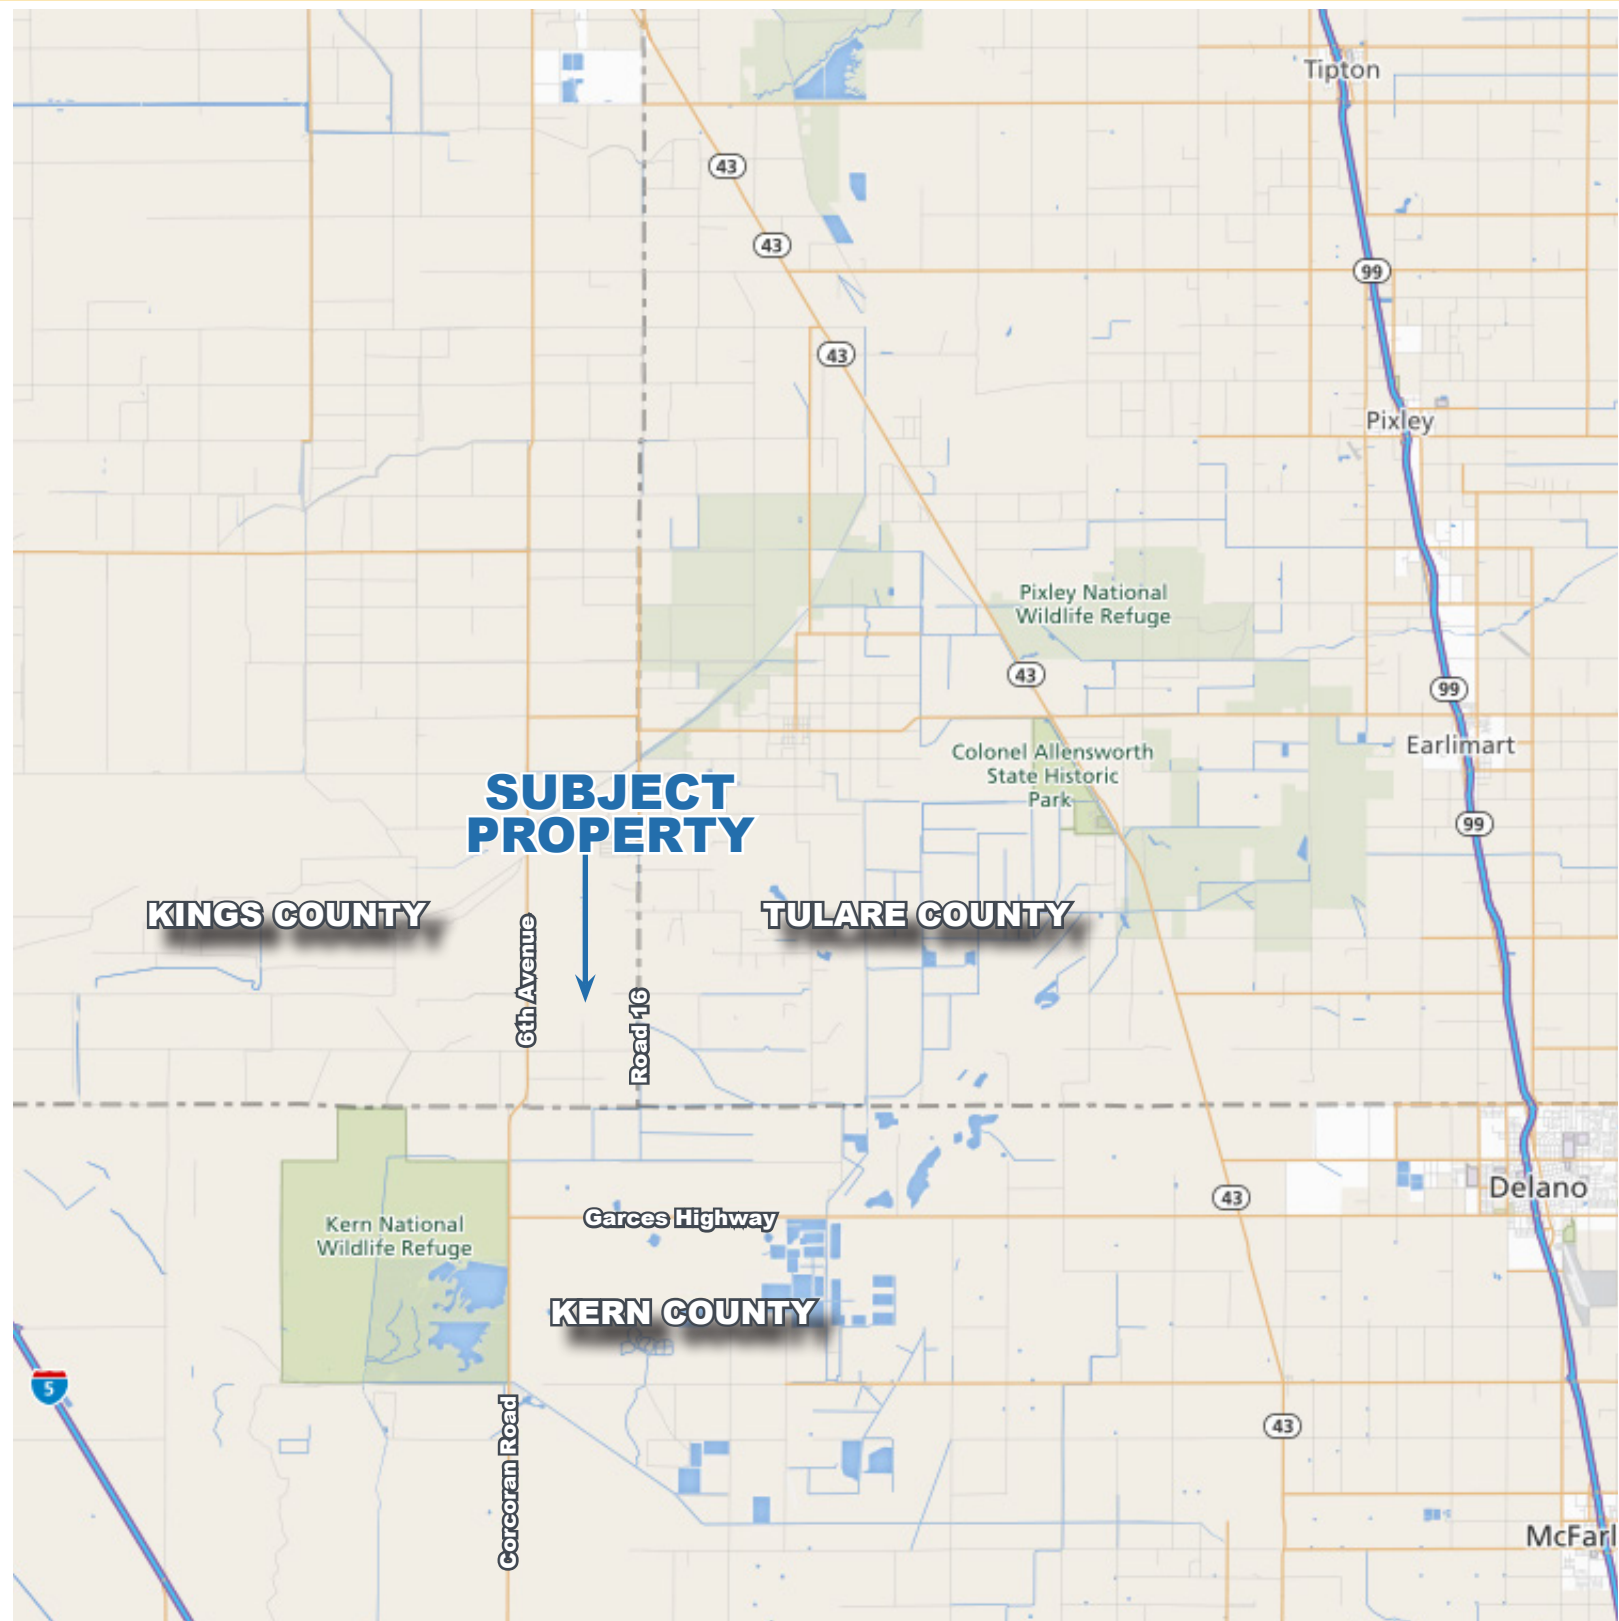 Tipton
43
43
99
43
Pixley
Pixley National
Wildlife Refuge
43
99
Earlimart
Colonel Allensworth
State Historic
Park
SUBJECT
PROPERTY
99
KINGS COUNTY
TULARE COUNTY
6th Avenue
Road 16
Delano
43
Garces Highway
Kern National
Wildlife Refuge
KERN COUNTY
5
43
Corcoran Road
McFarl